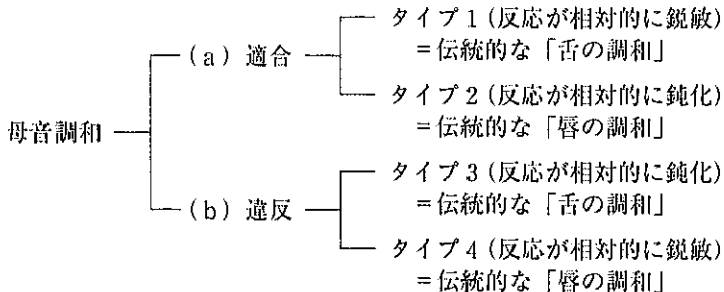 タイプ1(反応が相対的に鋭敏)
=伝統的な「舌の調和」
(a) 適合
タイプ2(反応が相対的に鈍化)
=伝統的な「唇の調和」
母音調和
タイプ3(反応が相対的に鈍化)
=伝統的な「舌の調和」
(b) 違反
タイプ4(反応が相対的に鋭敏)
=伝統的な「唇の調和」